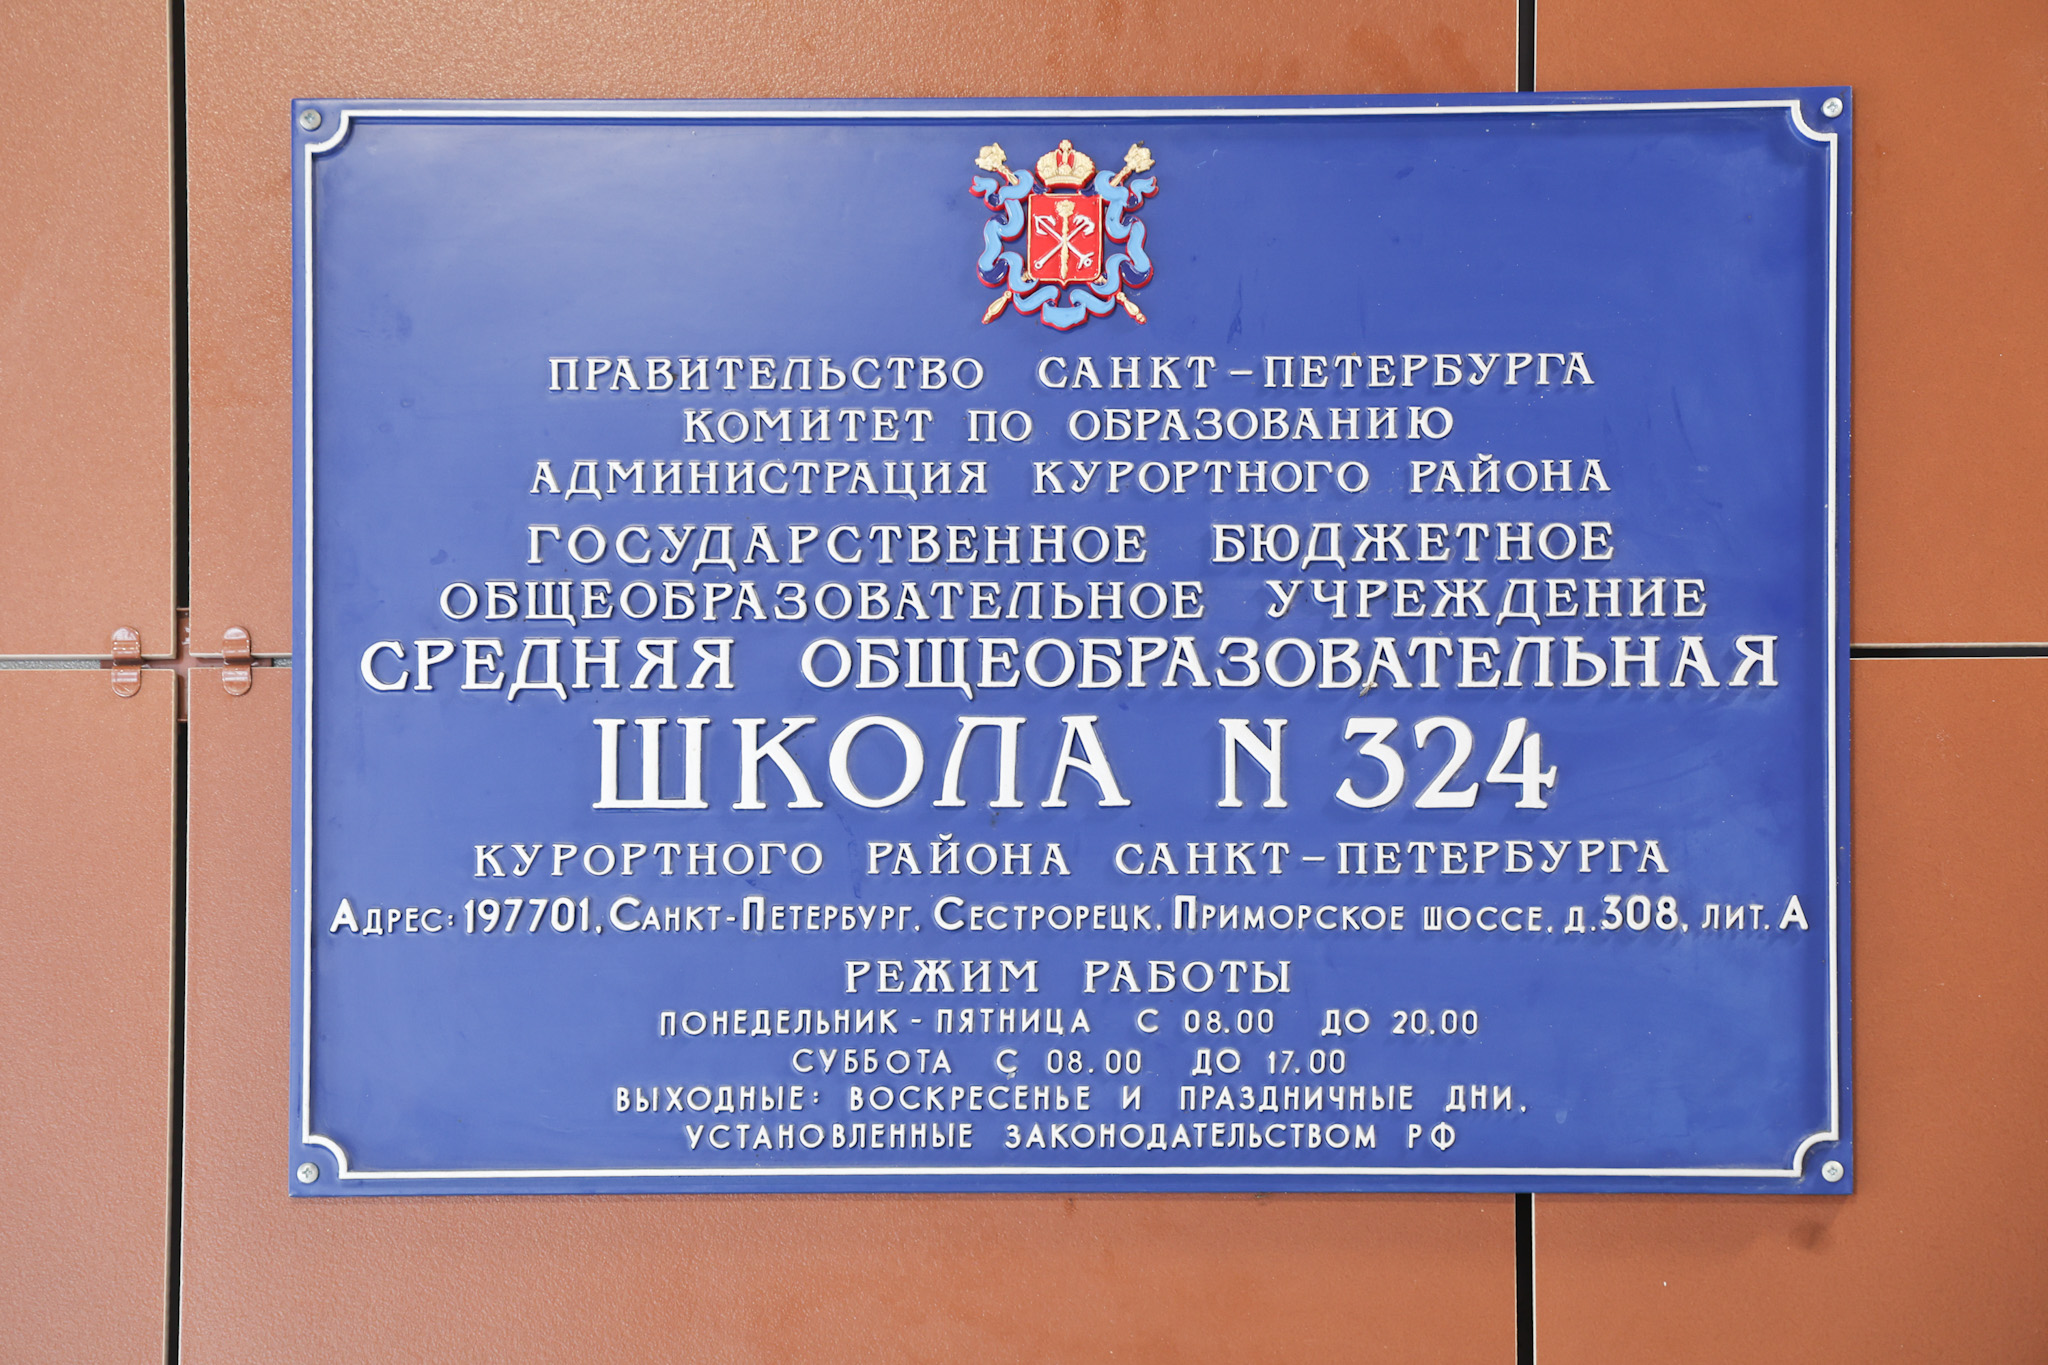 ПРАВИТЕЛЬСТВО САНКТ-ПЕТЕРБУРГА
КОМИТЕТ ПО ОБРАЗОВАНИЮ
АДМИНИСТРАЦИЯ КУРОРТНОГО РАЙОНА
ГОСУДАРСТВЕННОЕ БЮДЖЕТНОЕ
ОБЩЕОБРАЗОВАТЕЛЬНОЕ УЧРЕЖДЕНИЕ
СРЕДНЯЯ ОБЩЕОБРАЗОВАТЕЛЬНАЯ
ШКОЛА N 324
КУРОРТНОГО РАЙОНА САНКТ-ПЕТЕРБУРГА
Адрес: 197701, Санкт-Петербург, Сестрорецк, Приморское шоссе, д.308, лит. А
РЕЖИМ РАБОТЫ
ПОНЕДЕЛЬНИК - ПЯТНИЦА С 08.00 ДО 20.00
СУББОТА С 08.00 ДО 17.00
ВЫХОДНЫЕ: ВОСКРЕСЕНЬЕ И ПРАЗДНИЧНЫЕ ДНИ,
УСТАНОВЛЕННЫЕ ЗАКОНОДАТЕЛЬСТВОМ РФ